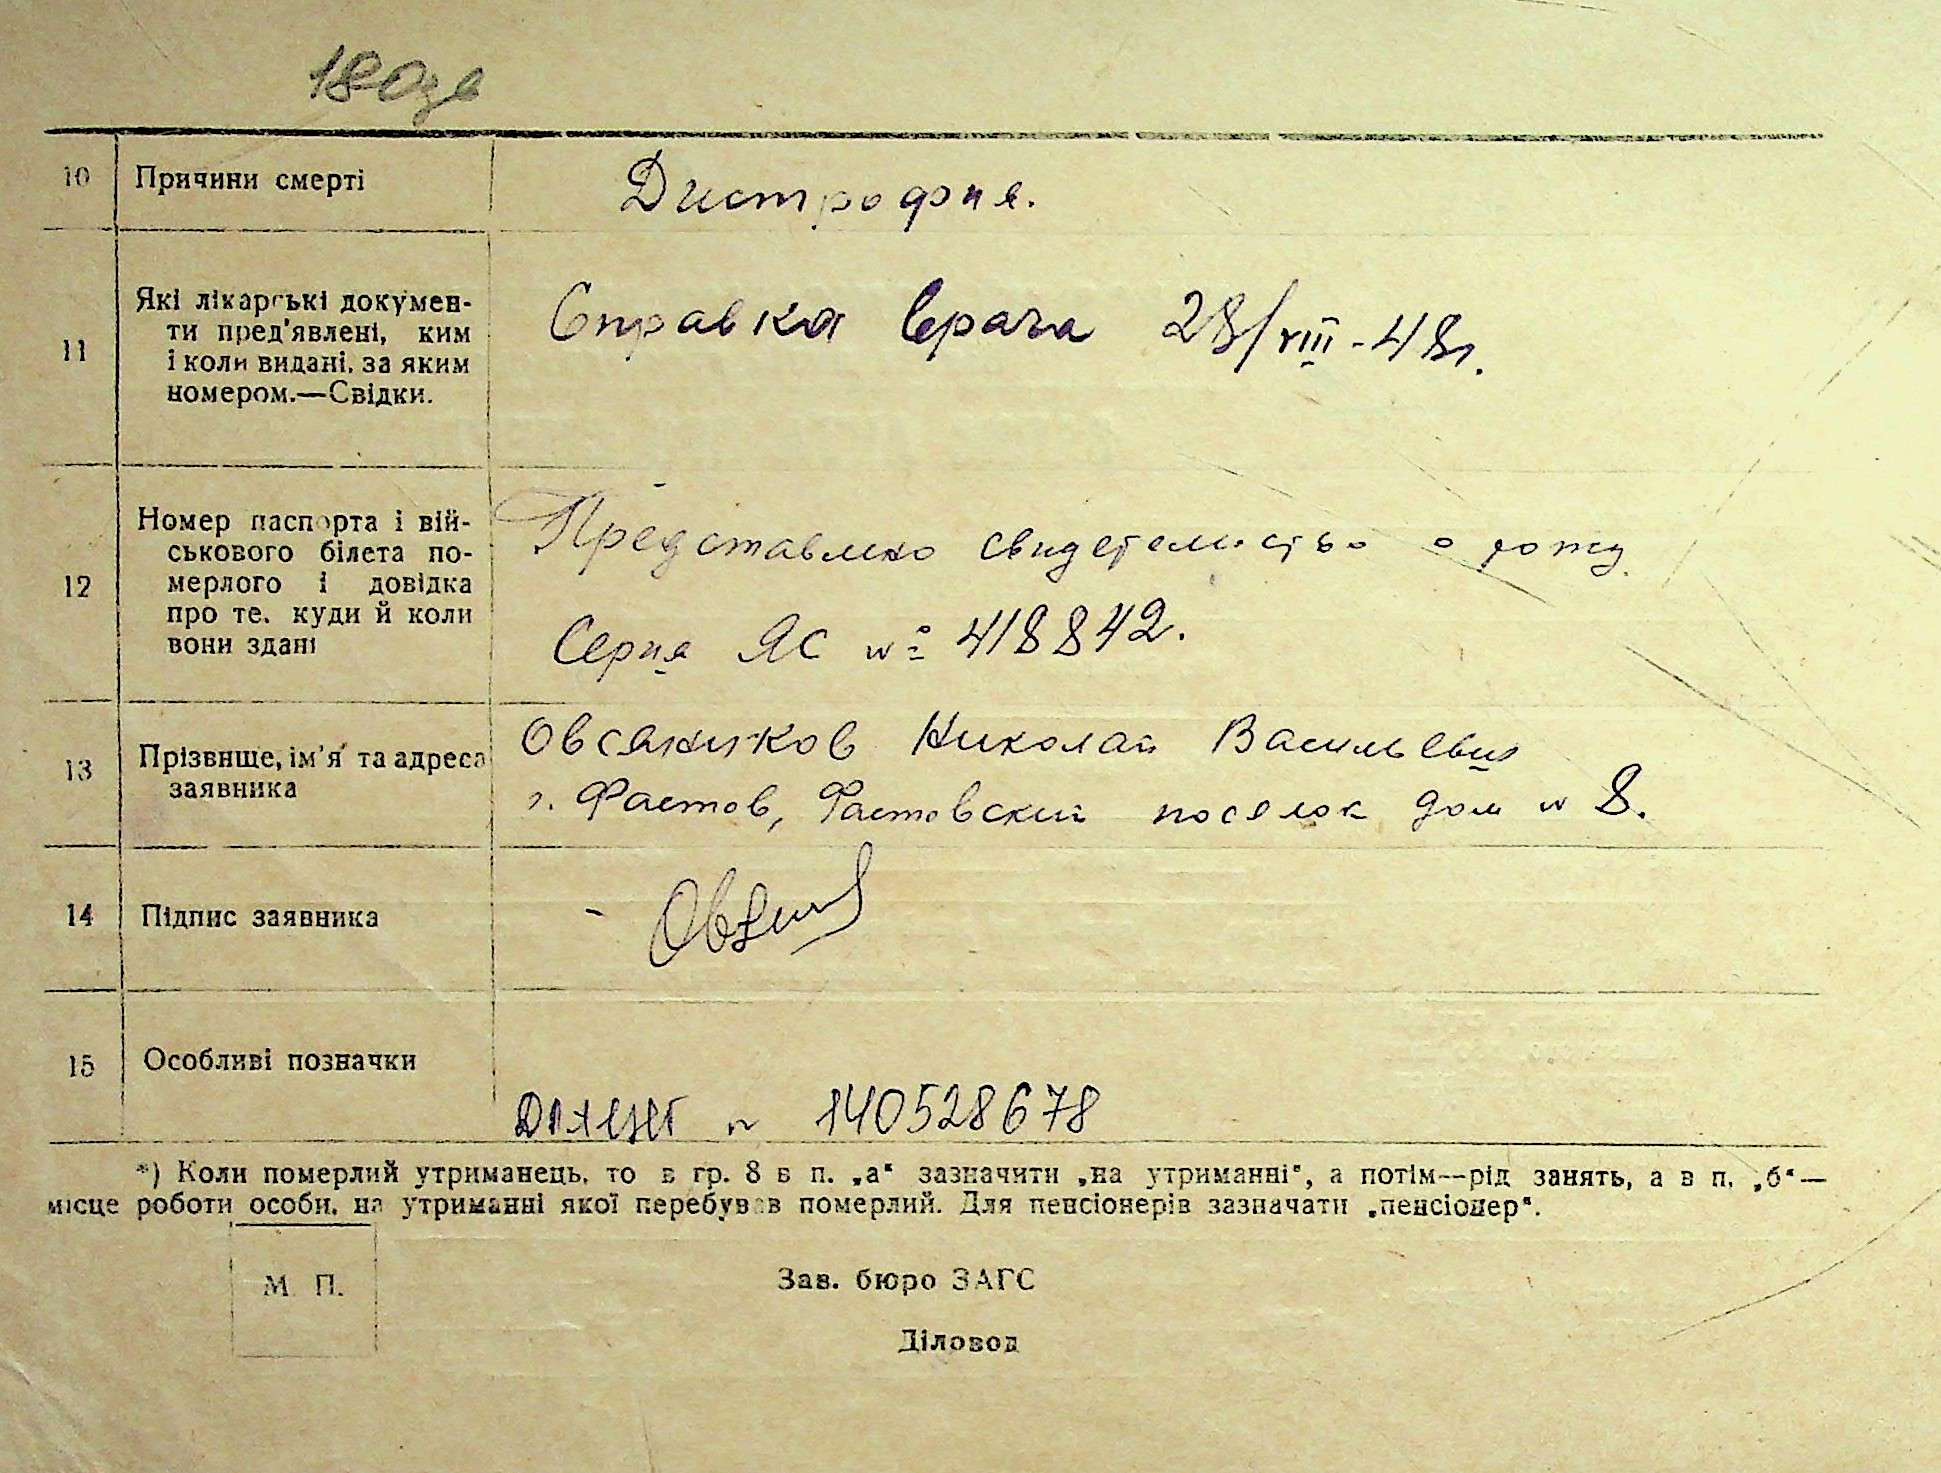 180зв
10 Причини смерті Дистрофия.
11 Які лікарські докумен-
ти пред'явлені, ким
і коли видані, за яким
номером.—Свідки.
Справка врача 28/VIII-48г.
12 Номер паспорта і вій-
ськового білета по-
мерлого і довідка
про те, куди й коли
вони здані
Представлено свидетельство о рожд.
Серия ЯС № 418842.
13 Прізвище, ім'я та адреса
заявника
Овсянников Николай Васильевич
г. Фастов, Фастовский поселок дом № 8.
14 Підпис заявника
15 Особливі позначки
№ 140528678
*) Коли померлий утриманець, то в гр. 8 в п. „а“ зазначити „на утриманні“, а потім—рід занять, а в п. „б“—
місце роботи особи, на утриманні якої перебував померлий. Для пенсіонерів зазначати „пенсіонер“.
М. П.
Зав. бюро ЗАГС
Діловод